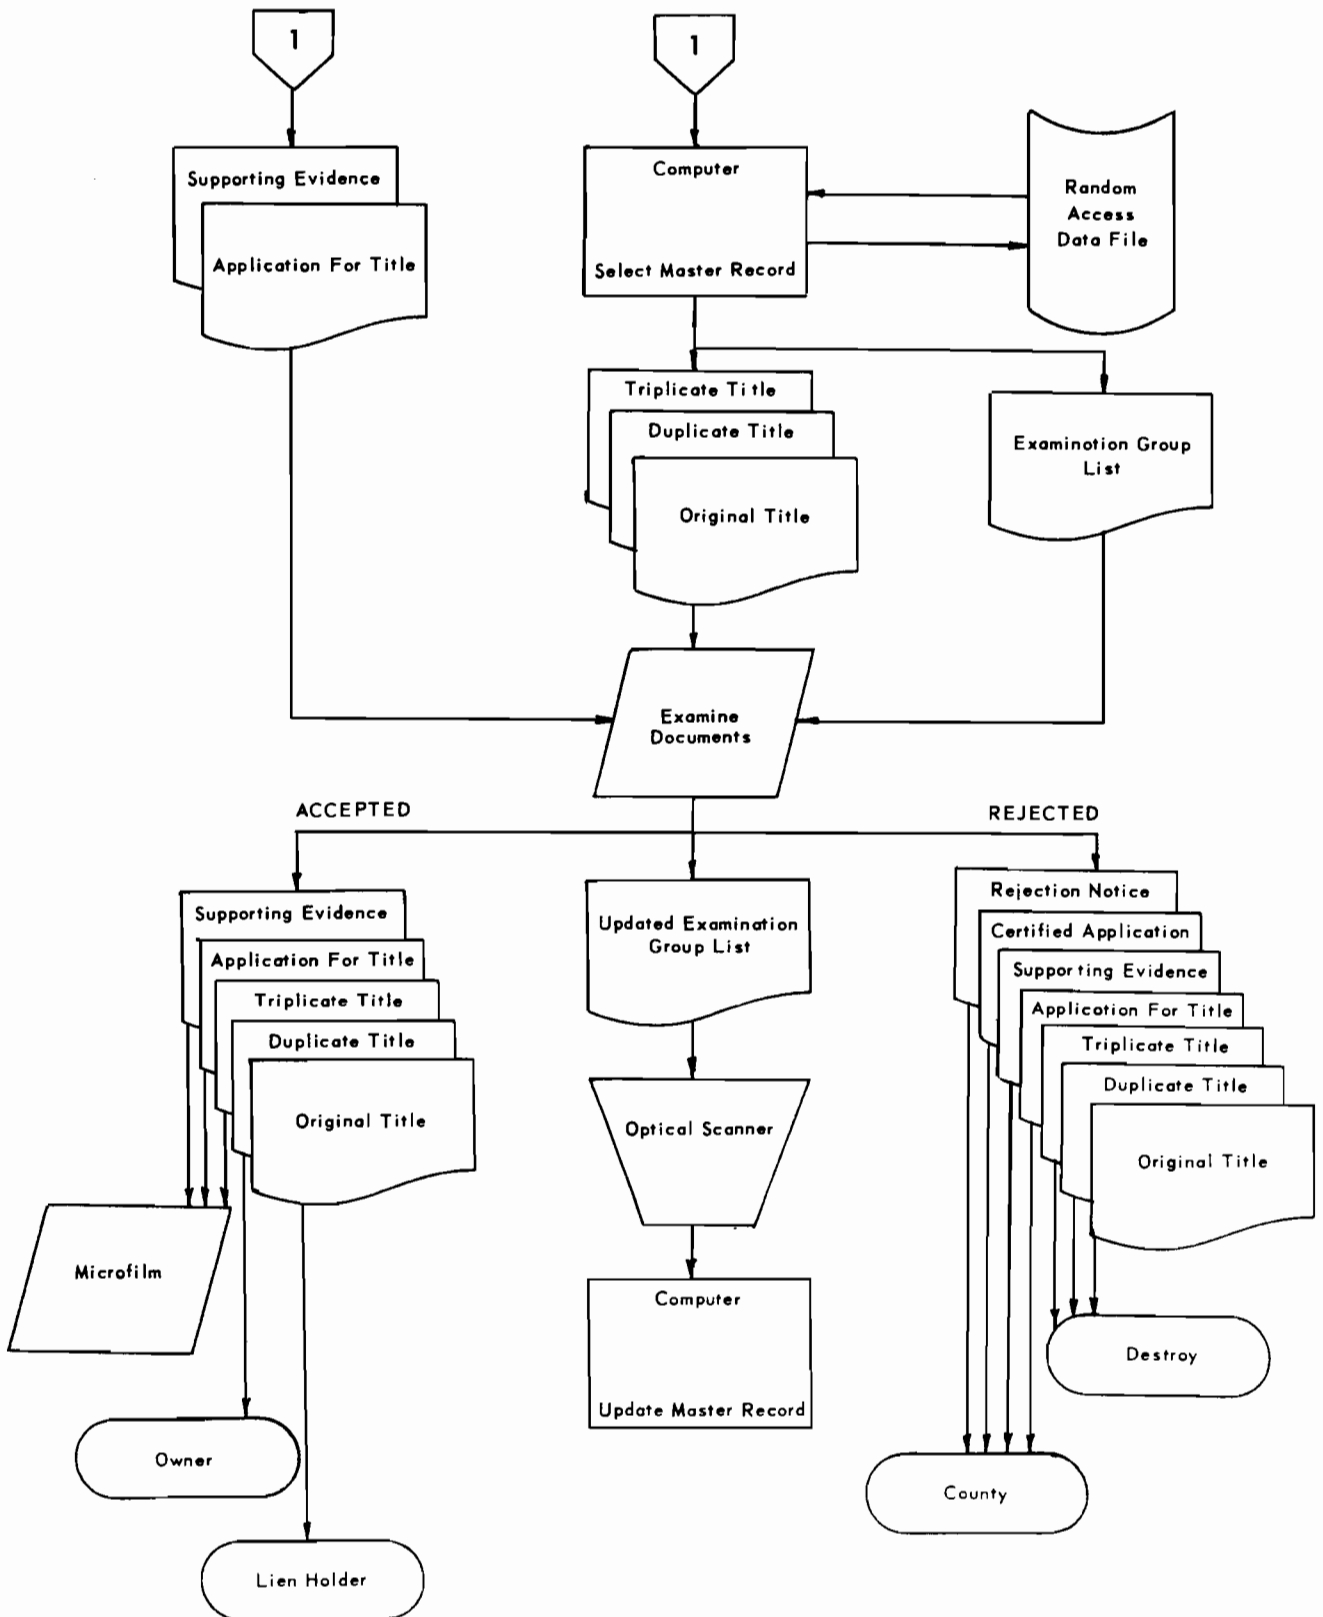 1
1
Supporting Evidence
Application For Title
Computer
Select Master Record
Random
Access
Data File
Triplicate Title
Duplicate Title
Original Title
Examinotion Group
List
Examine
Documents
ACCEPTED
REJECTED
Supporting Evidence
Application For Title
Triplicate Title
Duplicate Title
Original Title
Updated Examination
Group List
Rejection Notice
Certified Application
Supporting Evidence
Application For Title
Triplicate Title
Duplicate Title
Original Title
Optical Scanner
Microfilm
Computer
Update Master Record
Destroy
Owner
County
Lien Holder